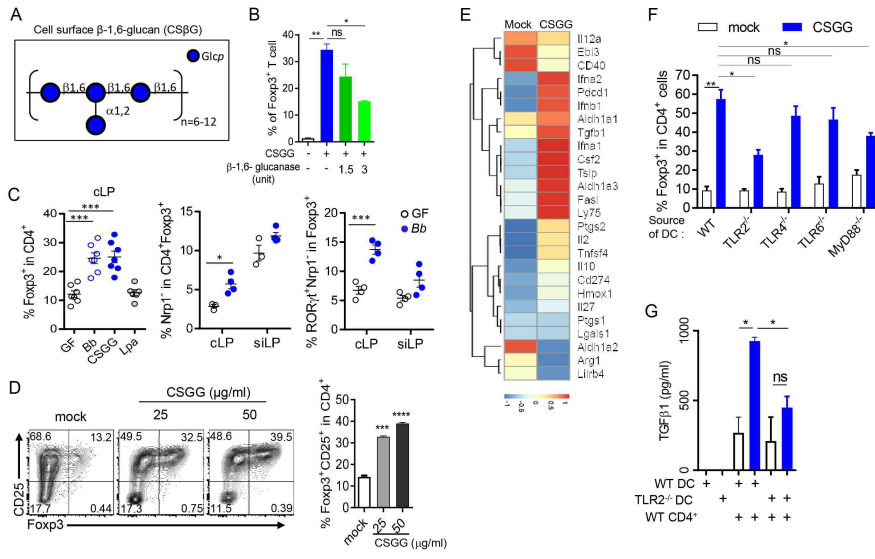 A
Cell surface β-1,6-glucan (CSβG)
Glcp
β1,6 β1,6 β1,6
α1,2
n=6-12
B
% of Foxp3+ T cell
50
40
30
20
10
0
** ns *
CSGG - + + +
β-1,6- glucanase - - 1.5 3
(unit)
C
cLP
% Foxp3+ in CD4+
50
40
30
20
10
0
***
***
GF Bb CSGG Lpa
% Nrp1- in CD4+Foxp3+
15
10
5
0
*
cLP siLP
% RORγt+Nrp1- in Foxp3+
20
15
10
5
0
***
cLP siLP
GF
Bb
D
CSGG (μg/ml)
mock 25 50
68.6 13.2 49.5 32.5 48.6 39.5
17.7 0.44 17.3 0.75 11.5 0.39
CD25
Foxp3
% Foxp3+CD25+ in CD4+
50
40
30
20
10
0
*** ****
mock 25 50
CSGG (μg/ml)
E
Mock CSGG
Il12a
Ebi3
CD40
Ifna2
Pdcd1
Ifnb1
Aldh1a1
Tgfb1
Ifna1
Csf2
Tslp
Aldh1a3
Fasl
Ly75
Ptgs2
Il2
Tnfsf4
Il10
Cd274
Hmox1
Il27
Ptgs1
Lgals1
Aldh1a2
Arg1
Lilrb4
-1 -0.5 0 0.5 1
F
mock CSGG
% Foxp3+ in CD4+ cells
80
70
60
50
40
30
20
10
0
*
ns
ns
** *
Source of DC :
WT TLR2-/- TLR4-/- TLR6-/- MyD88-/-
G
TGFβ1 (pg/ml)
1000
500
0
* *
ns
WT DC + + +
TLR2-/- DC + + +
WT CD4+ + + + +